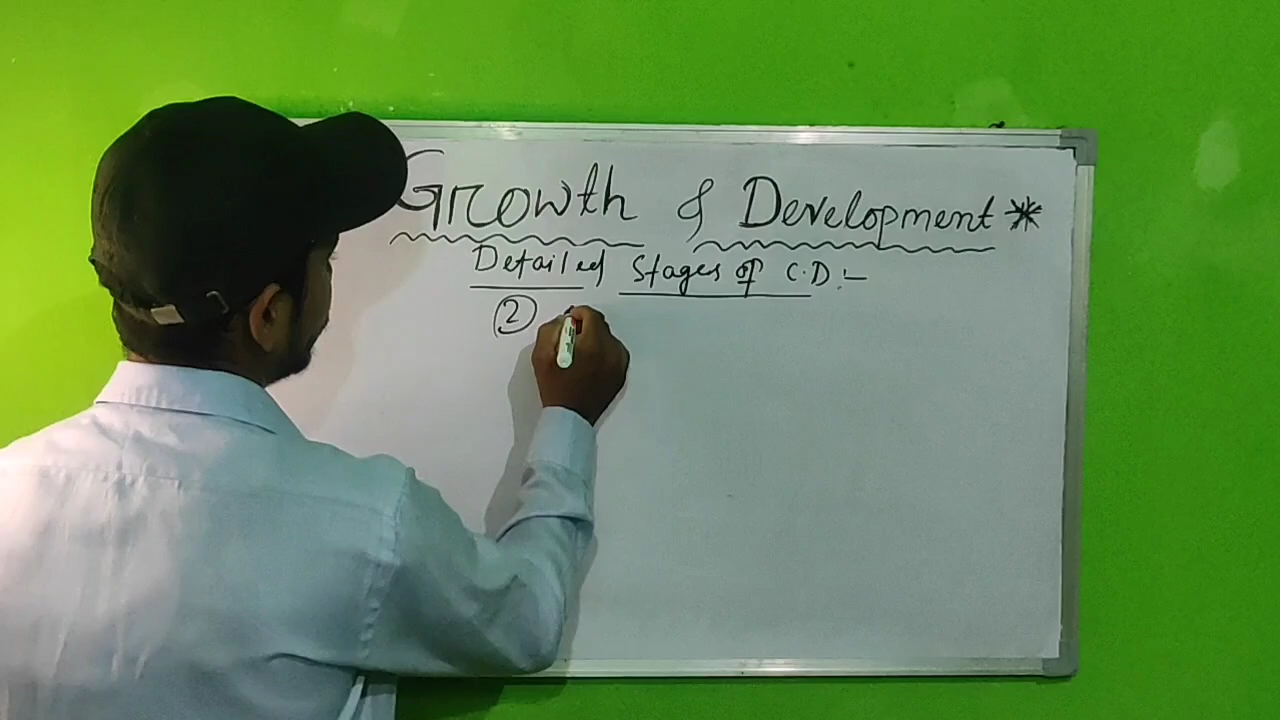 Growth & Development *
Detailed Stages of C.D:-
2